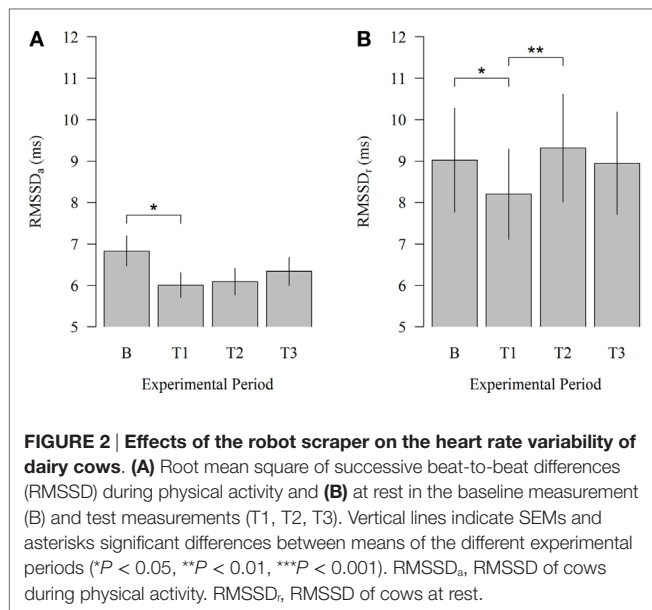 A
12
11
10
9
8
7
6
5
RMSSDₐ (ms)
*
B T1 T2 T3
Experimental Period
B
12
11
10
9
8
7
6
5
RMSSDᵣ (ms)
*
**
B T1 T2 T3
Experimental Period
FIGURE 2 | Effects of the robot scraper on the heart rate variability of
dairy cows. (A) Root mean square of successive beat-to-beat differences
(RMSSD) during physical activity and (B) at rest in the baseline measurement
(B) and test measurements (T1, T2, T3). Vertical lines indicate SEMs and
asterisks significant differences between means of the different experimental
periods (*P < 0.05, **P < 0.01, ***P < 0.001). RMSSDₐ, RMSSD of cows
during physical activity. RMSSDᵣ, RMSSD of cows at rest.